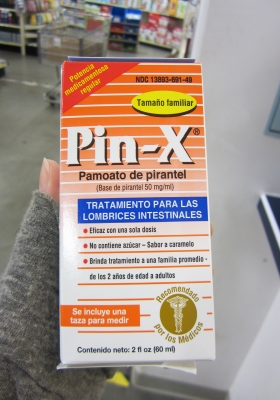 Potencia
medicamentosa
regular
NDC 13893-691-49
Tamaño familiar
Pin-X®
Pamoato de pirantel
(Base de pirantel 50 mg/ml)
TRATAMIENTO PARA LAS
LOMBRICES INTESTINALES
• Eficaz con una sola dosis
• No contiene azúcar – Sabor a caramelo
• Brinda tratamiento a una familia promedio -
de los 2 años de edad a adultos
Se incluye una
taza para medir
Recomendado
por los Médicos
Contenido neto: 2 fl oz (60 ml)